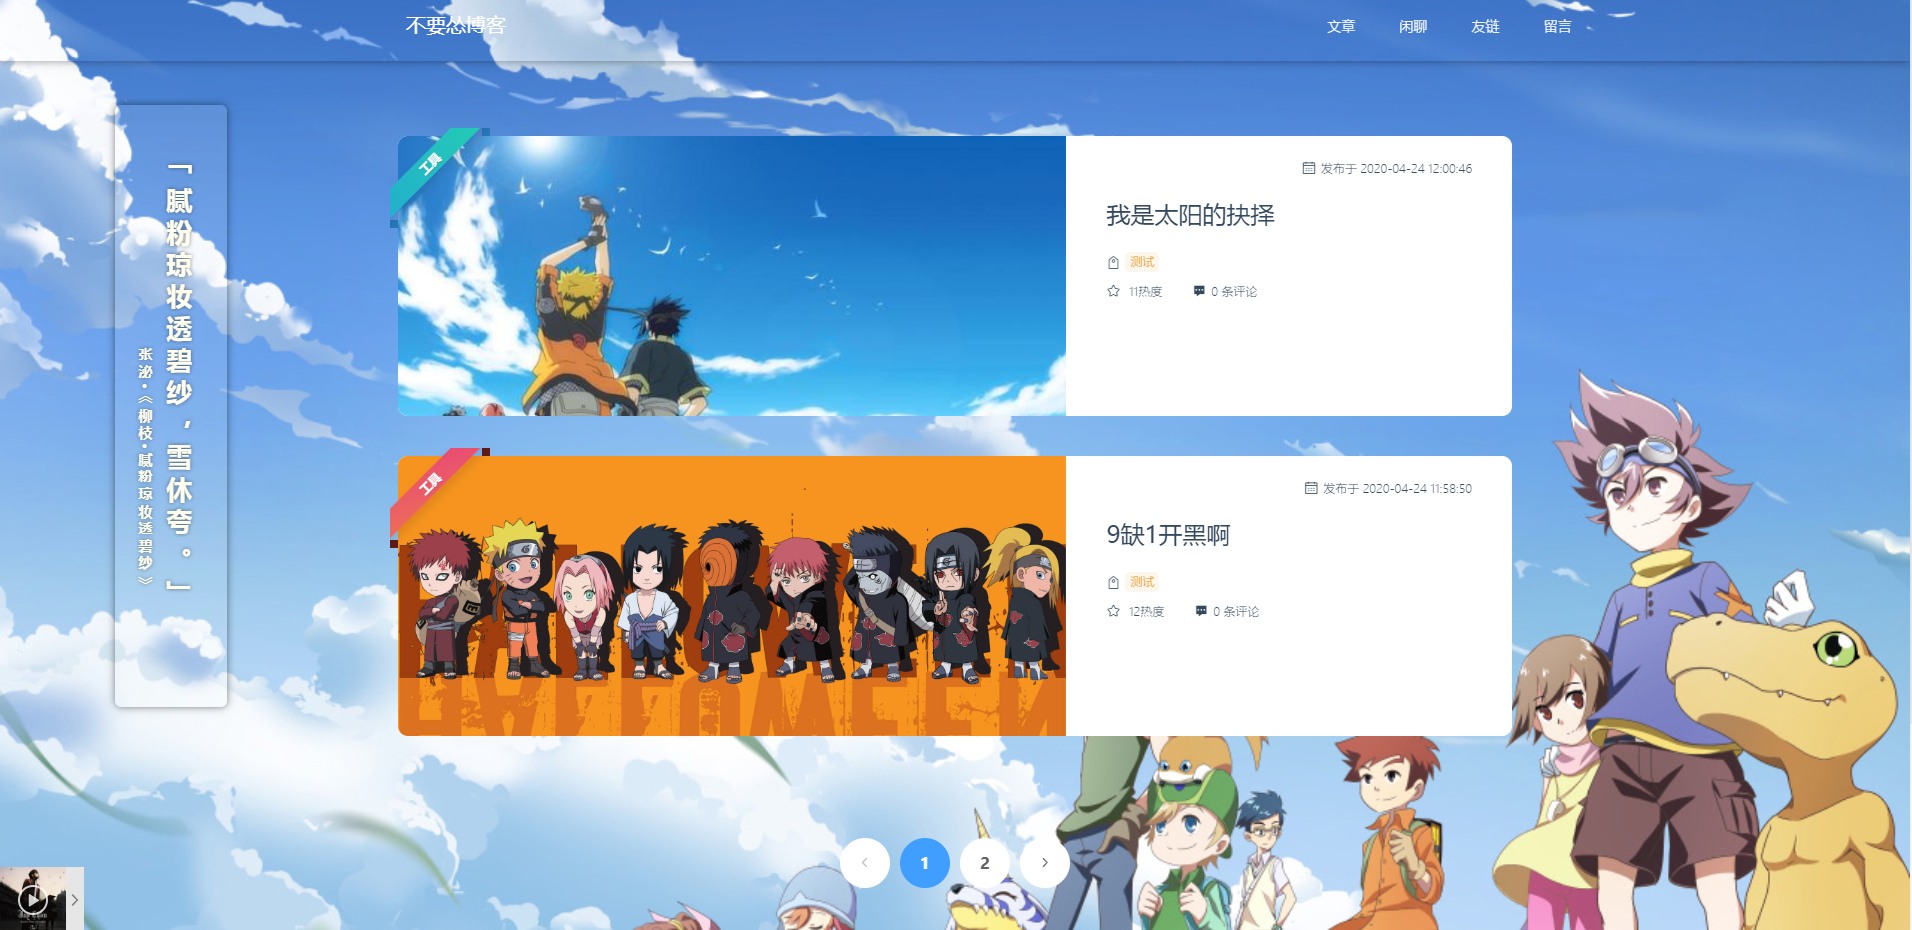 不要怂博客
文章
闲聊
友链
留言
「腻粉琼妆透碧纱，雪休夸。」
张泌·《柳枝·腻粉琼妆透碧纱》
工具
发布于 2020-04-24 12:00:46
我是太阳的抉择
测试
11热度
0 条评论
工具
发布于 2020-04-24 11:58:50
9缺1开黑啊
测试
12热度
0 条评论
1
2